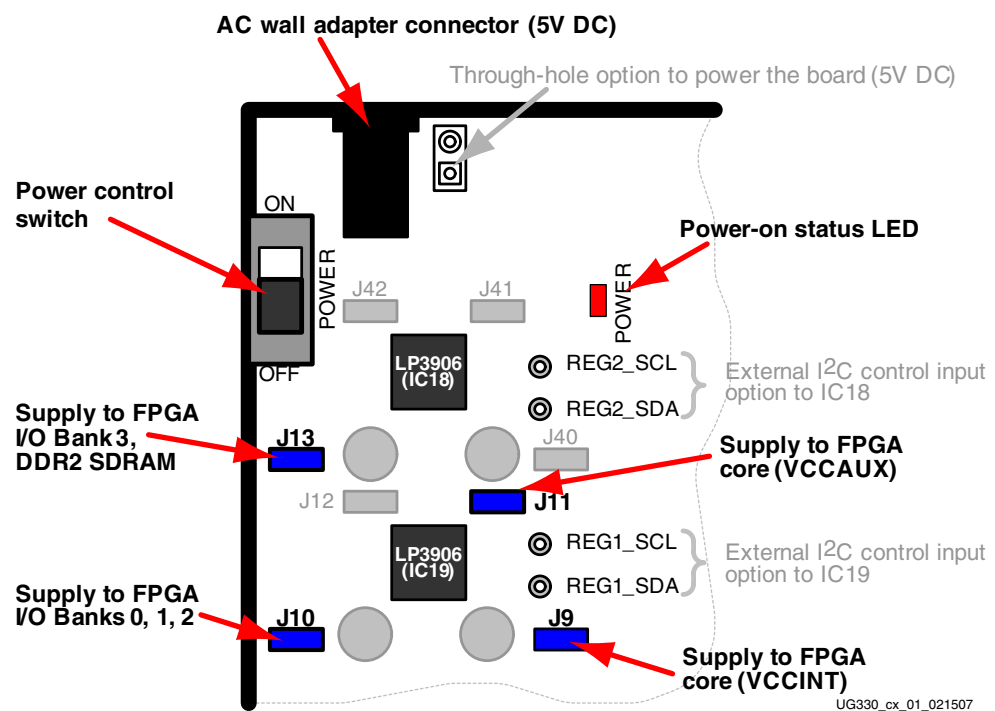 AC wall adapter connector (5V DC)
Through-hole option to power the board (5V DC)
Power control
switch
ON
POWER
OFF
Power-on status LED
POWER
J42
J41
LP3906
(IC18)
REG2_SCL
REG2_SDA
External I2C control input
option to IC18
Supply to FPGA
I/O Bank 3,
DDR2 SDRAM
J13
J40
Supply to FPGA
core (VCCAUX)
J12
J11
LP3906
(IC19)
REG1_SCL
REG1_SDA
External I2C control input
option to IC19
Supply to FPGA
I/O Banks 0, 1, 2
J10
J9
Supply to FPGA
core (VCCINT)
UG330_cx_01_021507